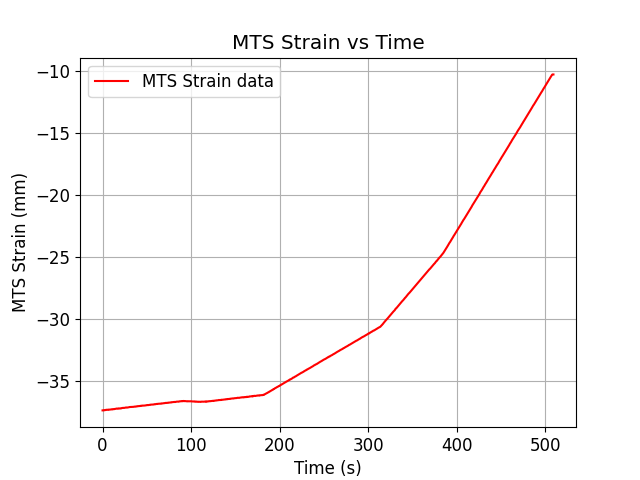 MTS Strain vs Time
MTS Strain data
MTS Strain (mm)
−10
−15
−20
−25
−30
−35
0 100 200 300 400 500
Time (s)